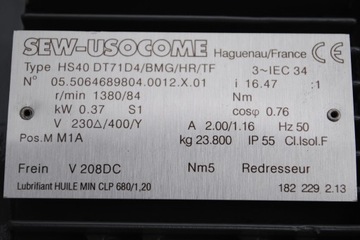 SEW-USOCOME Haguenau/France CE
Type HS40 DT71D4/BMG/HR/TF 3~IEC 34
N° 05.5064689804.0012.X.01 i 16.47 :1
r/min 1380/84 Nm
kW 0.37 S1 cosφ 0.76
V 230Δ/400/Y A 2.00/1.16 Hz 50
Pos.M M1A kg 23.800 IP 55 Cl.Isol.F
Frein V 208DC Nm5 Redresseur
Lubrifiant HUILE MIN CLP 680/1,20 182 229 2.13